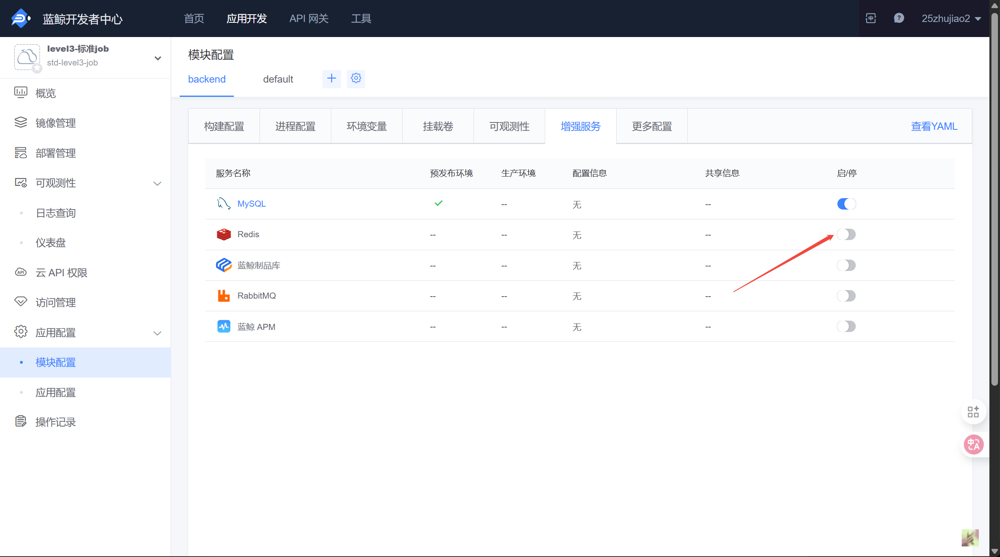 蓝鲸开发者中心
首页
应用开发
API 网关
工具
25zhujiao2
level3-标准job
std-level3-job
概览
镜像管理
部署管理
可观测性
日志查询
仪表盘
云 API 权限
访问管理
应用配置
模块配置
应用配置
操作记录
模块配置
backend
default
构建配置
进程配置
环境变量
挂载卷
可观测性
增强服务
更多配置
查看YAML
服务名称 预发布环境 生产环境 配置信息 共享信息 启/停
MySQL -- 无 --
Redis -- -- 无 --
蓝鲸制品库 -- -- 无 --
RabbitMQ -- -- 无 --
蓝鲸 APM -- -- 无 --